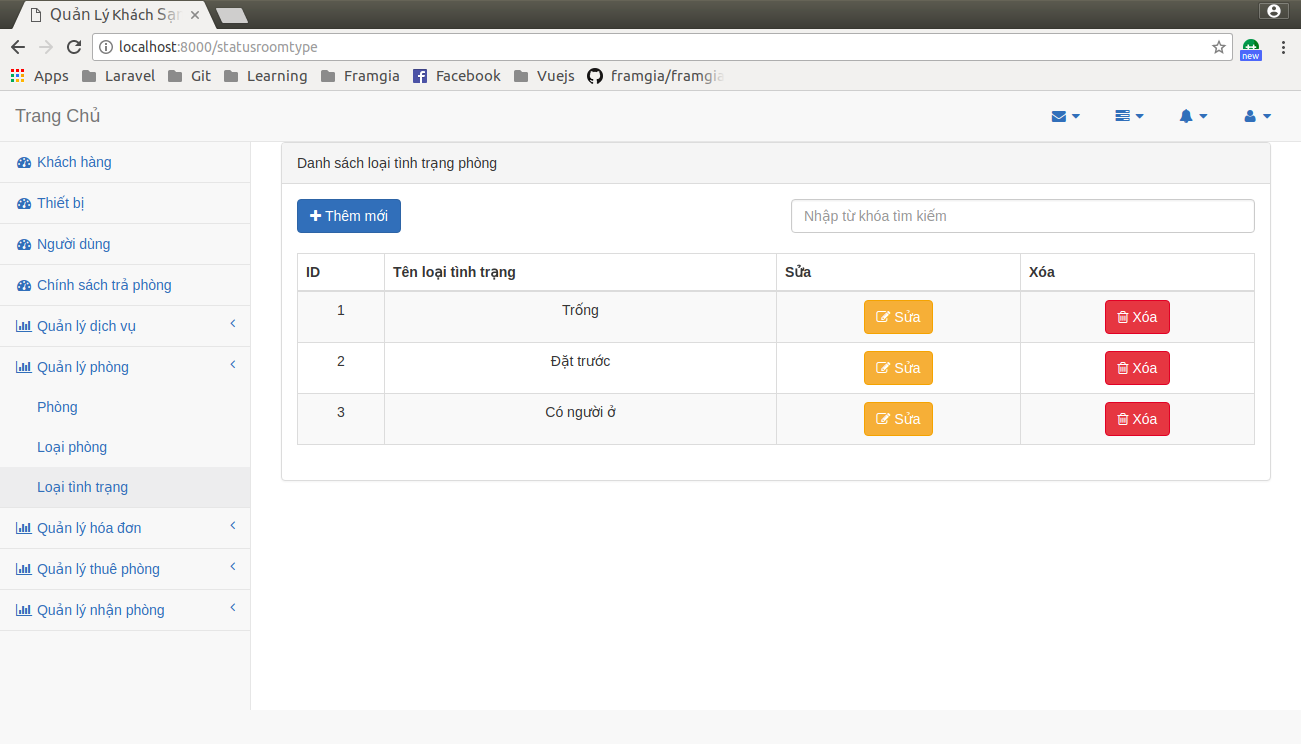 Quản Lý Khách Sạn
localhost:8000/statusroomtype
new
Apps Laravel Git Learning Framgia Facebook Vuejs framgia/framgia
Trang Chủ
Khách hàng
Thiết bị
Người dùng
Chính sách trả phòng
Quản lý dịch vụ
Quản lý phòng
Phòng
Loại phòng
Loại tình trạng
Quản lý hóa đơn
Quản lý thuê phòng
Quản lý nhận phòng
Danh sách loại tình trạng phòng
Thêm mới
Nhập từ khóa tìm kiếm
ID Tên loại tình trạng Sửa Xóa
1 Trống Sửa Xóa
2 Đặt trước Sửa Xóa
3 Có người ở Sửa Xóa